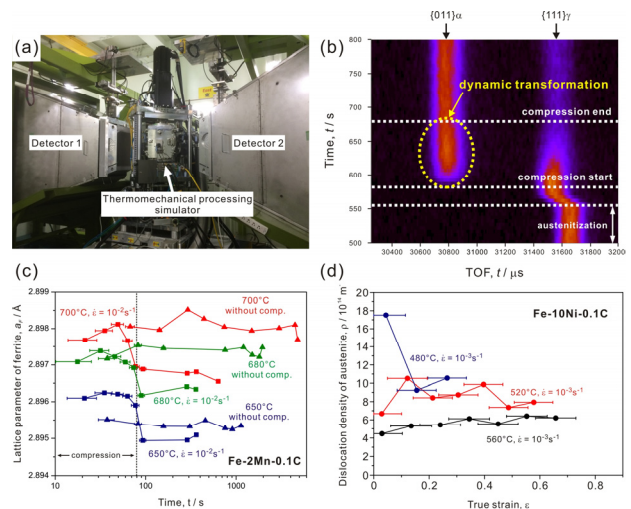 (a)
Detector 1
Detector 2
Thermomechanical processing
simulator
(b)
{011}α
{111}γ
Time, t / s
800
700
600
500
dynamic transformation
compression end
compression start
austenitization
30400
30600
30800
31000
31200
31400
31600
31800
3200
TOF, t / μs
(c)
Lattice parameter of ferrie, aₚ / Å
2.899
2.898
2.897
2.896
2.895
2.894
700°C, ε̇ = 10⁻²s⁻¹
700°C
without comp.
680°C
without comp.
680°C, ε̇ = 10⁻²s⁻¹
650°C
without comp.
650°C, ε̇ = 10⁻²s⁻¹
compression
Fe-2Mn-0.1C
10
100
1000
Time, t / s
(d)
Dislocation density of austenite, ρ / 10¹⁴ m
20
18
16
14
12
10
8
6
4
2
0
Fe-10Ni-0.1C
480°C, ε̇ = 10⁻³s⁻¹
520°C, ε̇ = 10⁻³s⁻¹
560°C, ε̇ = 10⁻³s⁻¹
0.0
0.2
0.4
0.6
0.8
1.0
True strain, ε